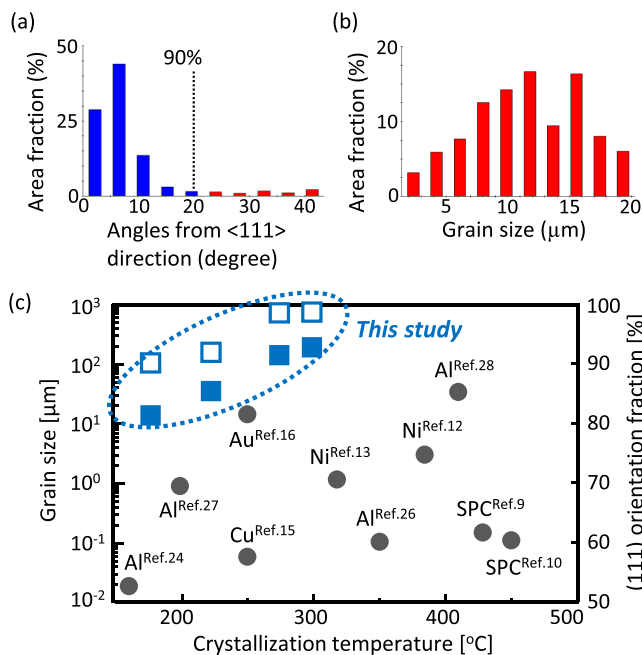 (a)
Area fraction (%)
50
25
0
90%
0 10 20 30 40
Angles from <111>
direction (degree)
(b)
Area fraction (%)
20
10
0
5 10 15 20
Grain size (μm)
(c)
Grain size [μm]
10³
10²
10¹
10⁰
10⁻¹
10⁻²
This study
Al Ref.28
Au Ref.16
Ni Ref.12
Ni Ref.13
Al Ref.27
SPC Ref.9
Cu Ref.15
Al Ref.26
SPC Ref.10
Al Ref.24
100
90
80
70
60
50
(111) orientation fraction [%]
200 300 400 500
Crystallization temperature [°C]